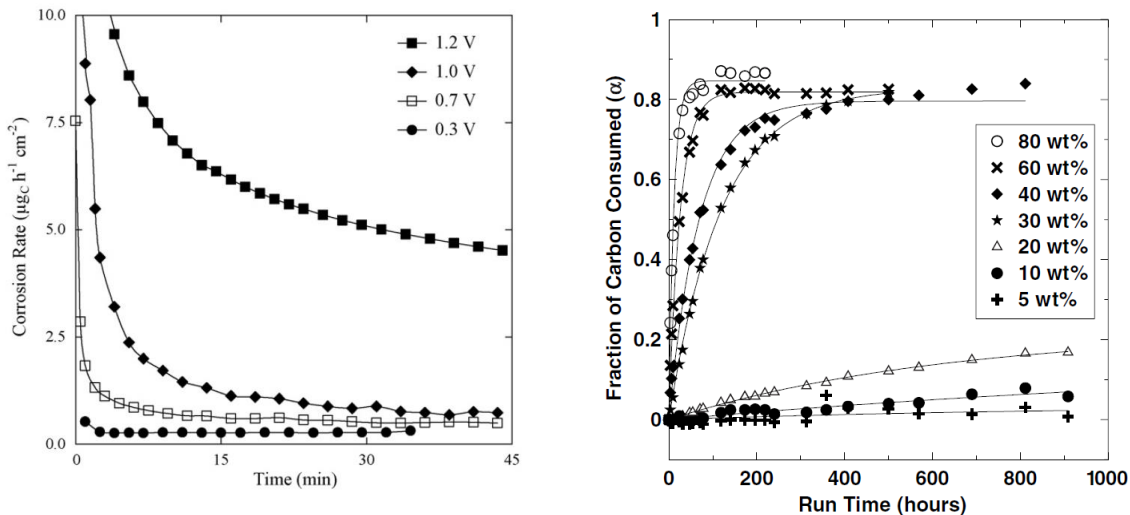 10.0
7.5
5.0
2.5
0.0
Corrosion Rate (μg_C h⁻¹ cm⁻²)
0
15
30
45
Time (min)
1.2 V
1.0 V
0.7 V
0.3 V
1
0.8
0.6
0.4
0.2
0
Fraction of Carbon Consumed (α)
0
200
400
600
800
1000
Run Time (hours)
80 wt%
60 wt%
40 wt%
30 wt%
20 wt%
10 wt%
5 wt%